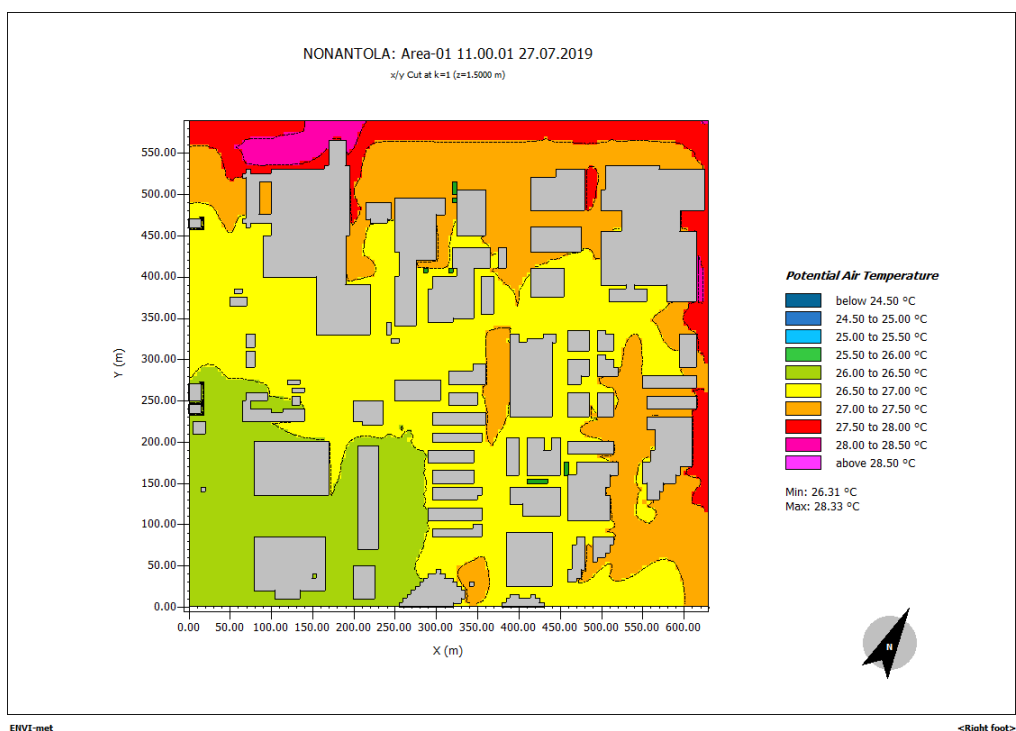 NONANTOLA: Area-01 11.00.01 27.07.2019
x/y Cut at k=1 (z=1.5000 m)
550.00
500.00
450.00
400.00
350.00
300.00
250.00
200.00
150.00
100.00
50.00
0.00
Y (m)
0.00 50.00 100.00 150.00 200.00 250.00 300.00 350.00 400.00 450.00 500.00 550.00 600.00
X (m)
Potential Air Temperature
below 24.50 °C
24.50 to 25.00 °C
25.00 to 25.50 °C
25.50 to 26.00 °C
26.00 to 26.50 °C
26.50 to 27.00 °C
27.00 to 27.50 °C
27.50 to 28.00 °C
28.00 to 28.50 °C
above 28.50 °C
Min: 26.31 °C
Max: 28.33 °C
N
ENVI-met
<Right foot>